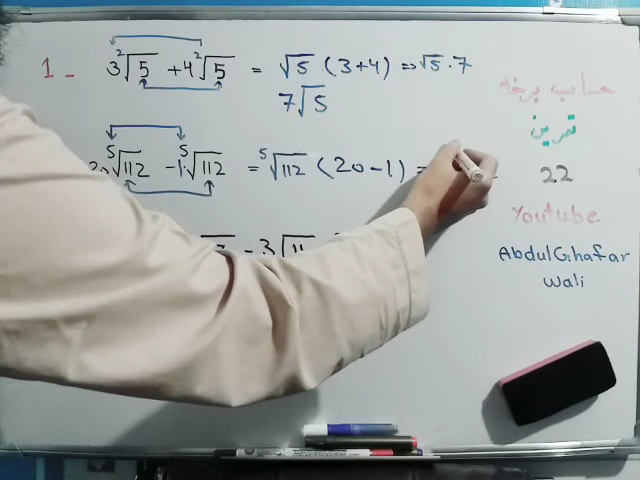 1- 3²√5 + 4²√5 = √5 (3+4) ⇒ √5 · 7
7√5
20⁵√112 - 1⁵√112 = ⁵√112 (20-1) =
- 3√11
حساب برخه
تمرین
22
Youtube
AbdulGhafar
Wali